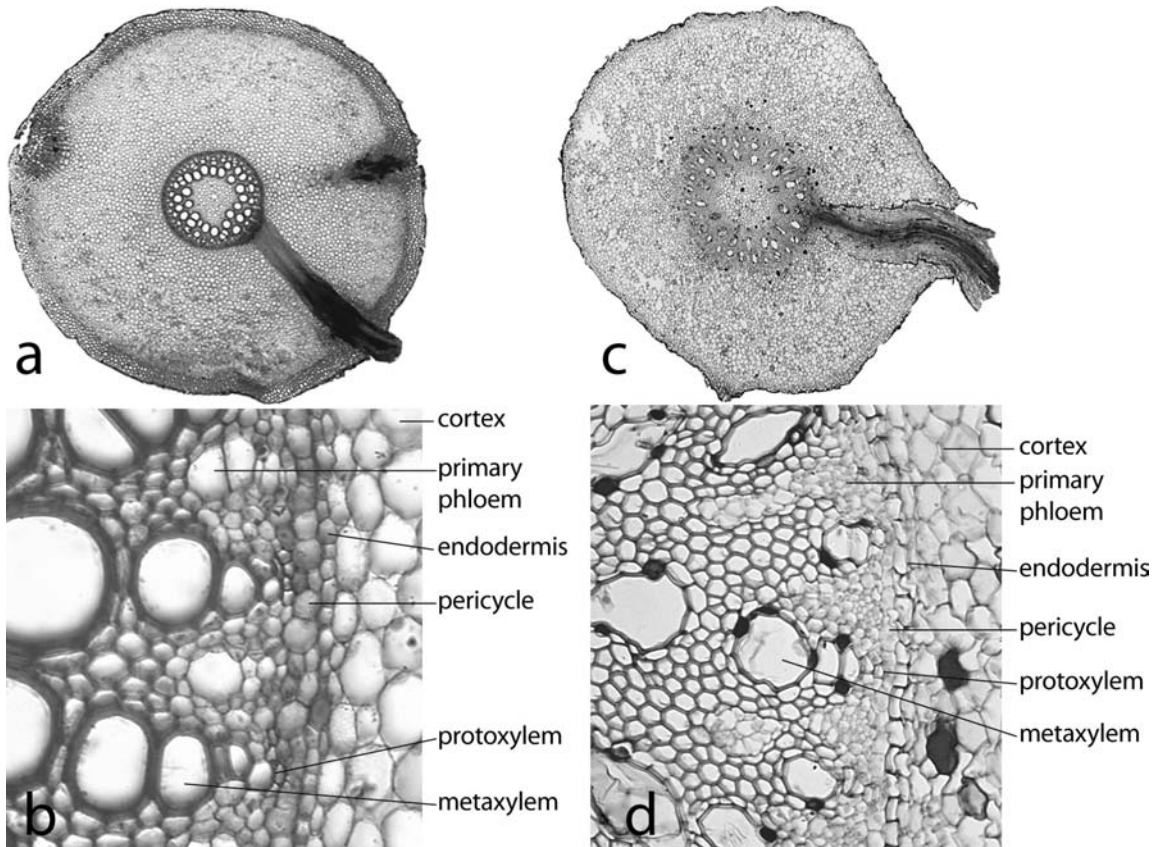 a
c
cortex
primary
phloem
endodermis
pericycle
protoxylem
metaxylem
b
cortex
primary
phloem
endodermis
pericycle
protoxylem
metaxylem
d